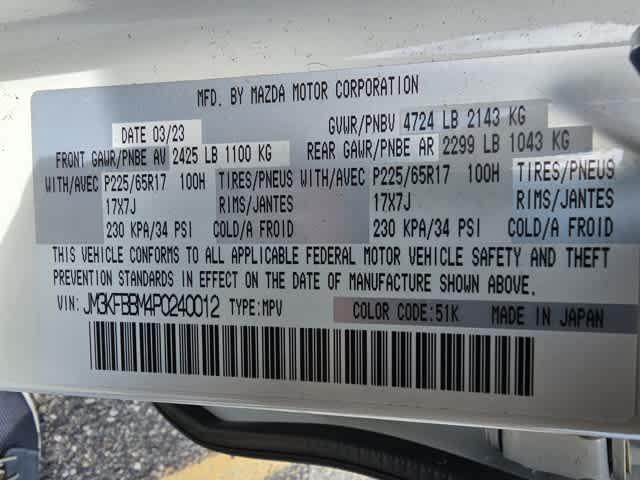 MFD. BY MAZDA MOTOR CORPORATION
DATE 03/23 GVWR/PNBV 4724 LB 2143 KG
FRONT GAWR/PNBE AV 2425 LB 1100 KG REAR GAWR/PNBE AR 2299 LB 1043 KG
WITH/AVEC P225/65R17 100H TIRES/PNEUS WITH/AVEC P225/65R17 100H TIRES/PNEUS
17X7J RIMS/JANTES 17X7J RIMS/JANTES
230 KPA/34 PSI COLD/A FROID 230 KPA/34 PSI COLD/A FROID
THIS VEHICLE CONFORMS TO ALL APPLICABLE FEDERAL MOTOR VEHICLE SAFETY AND THEFT
PREVENTION STANDARDS IN EFFECT ON THE DATE OF MANUFACTURE SHOWN ABOVE.
VIN: JM3KFBBM4P0240012 TYPE:MPV COLOR CODE:51K MADE IN JAPAN